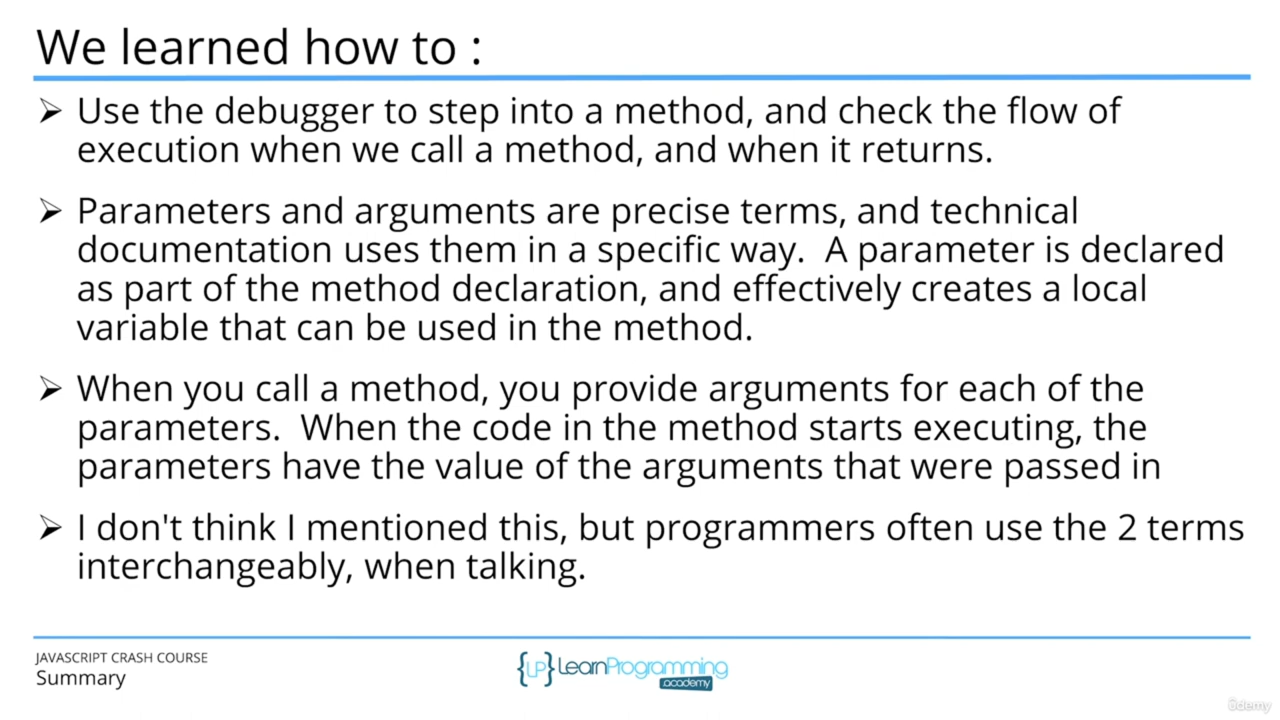 We learned how to :
➤ Use the debugger to step into a method, and check the flow of
execution when we call a method, and when it returns.
➤ Parameters and arguments are precise terms, and technical
documentation uses them in a specific way.  A parameter is declared
as part of the method declaration, and effectively creates a local
variable that can be used in the method.
➤ When you call a method, you provide arguments for each of the
parameters.  When the code in the method starts executing, the
parameters have the value of the arguments that were passed in
➤ I don't think I mentioned this, but programmers often use the 2 terms
interchangeably, when talking.
JAVASCRIPT CRASH COURSE
Summary
{LP} LearnProgramming
.academy
ûdemy